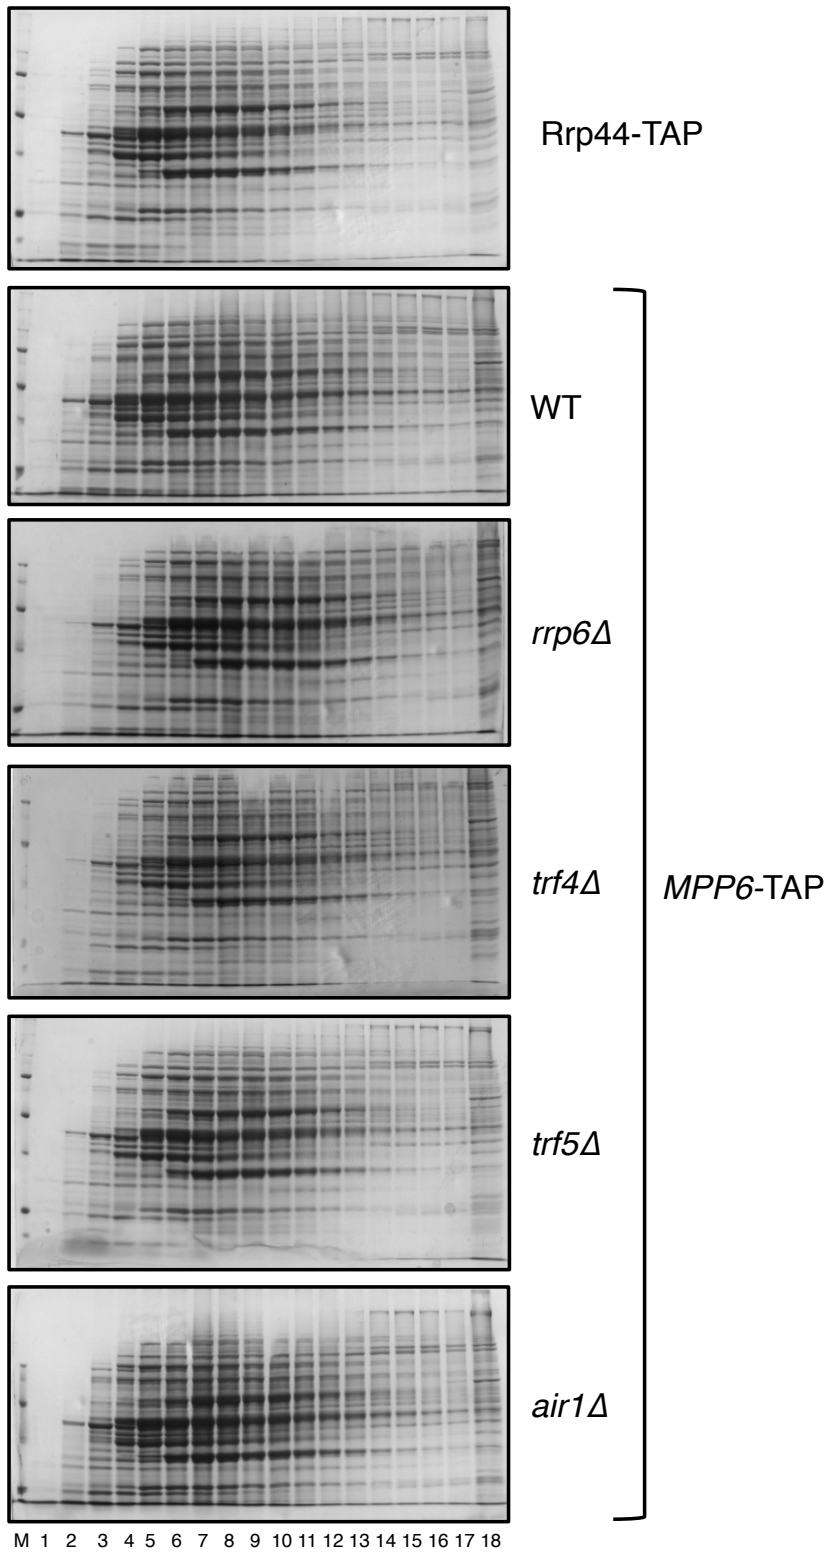 Rrp44-TAP
WT
rrp6Δ
trf4Δ
MPP6-TAP
trf5Δ
air1Δ
M 1 2 3 4 5 6 7 8 9 10 11 12 13 14 15 16 17 18